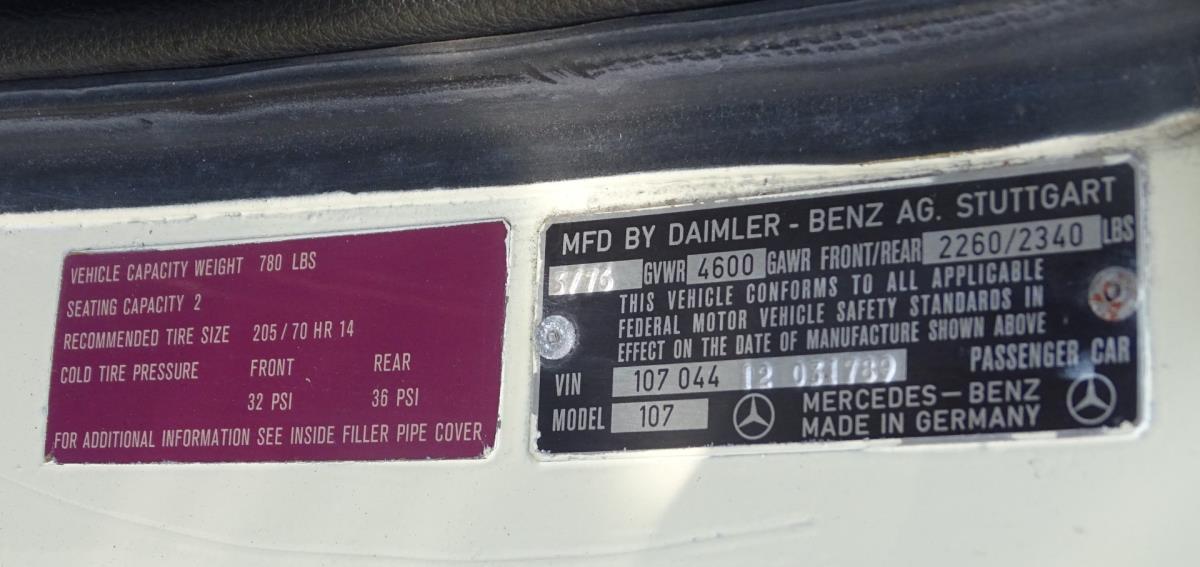 VEHICLE CAPACITY WEIGHT 780 LBS
SEATING CAPACITY 2
RECOMMENDED TIRE SIZE 205/70 HR 14
COLD TIRE PRESSURE FRONT REAR
32 PSI 36 PSI
FOR ADDITIONAL INFORMATION SEE INSIDE FILLER PIPE COVER
MFD BY DAIMLER-BENZ AG. STUTTGART
GVWR 4600 GAWR FRONT/REAR 2260/2340 LBS
THIS VEHICLE CONFORMS TO ALL APPLICABLE
FEDERAL MOTOR VEHICLE SAFETY STANDARDS IN
EFFECT ON THE DATE OF MANUFACTURE SHOWN ABOVE
VIN 107 044 12 031789 PASSENGER CAR
MODEL 107 MERCEDES-BENZ
MADE IN GERMANY